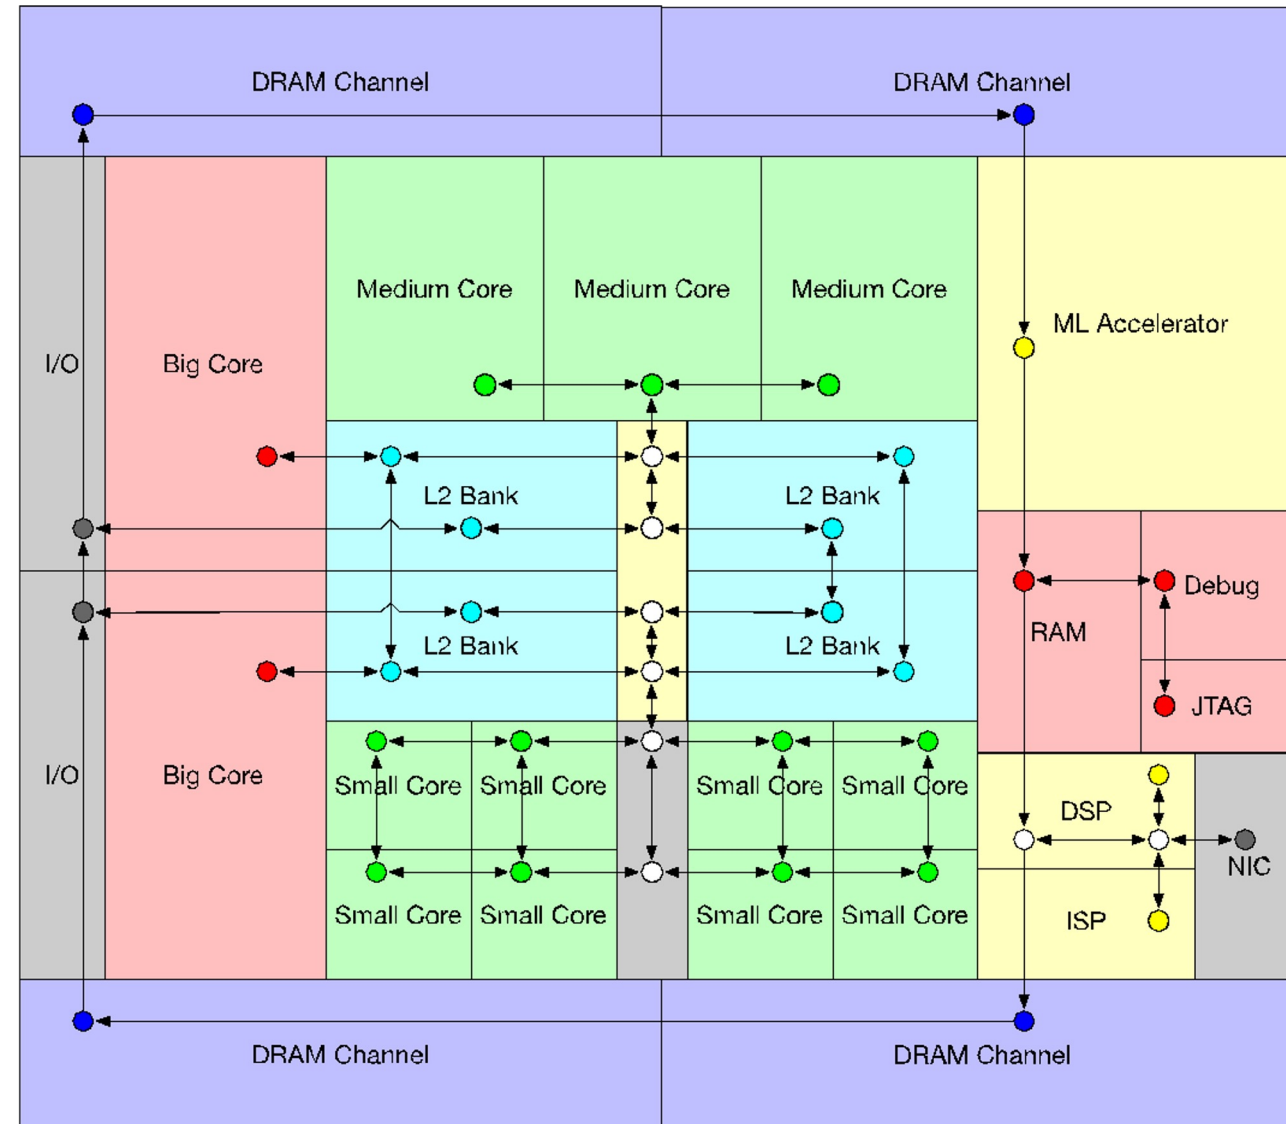 DRAM Channel
DRAM Channel
Medium Core
Medium Core
Medium Core
ML Accelerator
I/O
Big Core
L2 Bank
L2 Bank
Debug
RAM
L2 Bank
L2 Bank
JTAG
I/O
Big Core
Small Core
Small Core
Small Core
Small Core
DSP
NIC
Small Core
Small Core
Small Core
Small Core
ISP
DRAM Channel
DRAM Channel